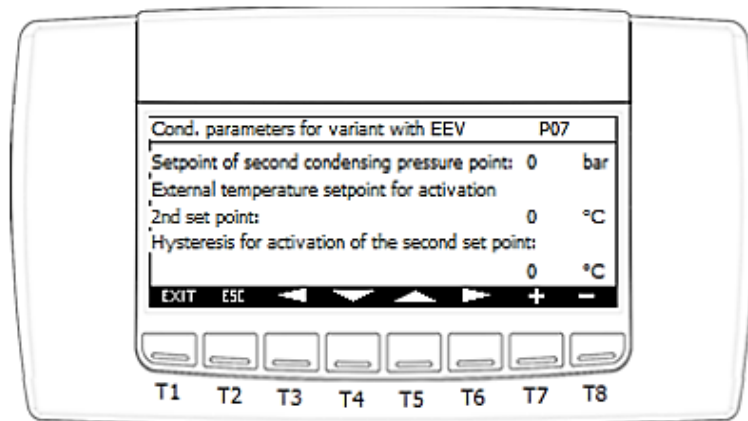 Cond. parameters for variant with EEV P07
Setpoint of second condensing pressure point: 0 bar
External temperature setpoint for activation
2nd set point: 0 °C
Hysteresis for activation of the second set point:
0 °C
EXIT ESC + -
T1 T2 T3 T4 T5 T6 T7 T8